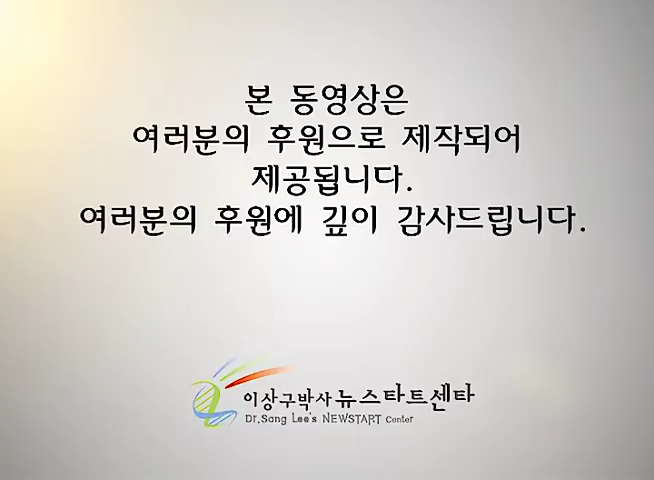 본 동영상은
여러분의 후원으로 제작되어
제공됩니다.
여러분의 후원에 깊이 감사드립니다.
이상구박사 뉴스타트센타
Dr.Sang Lee's NEWSTART Center